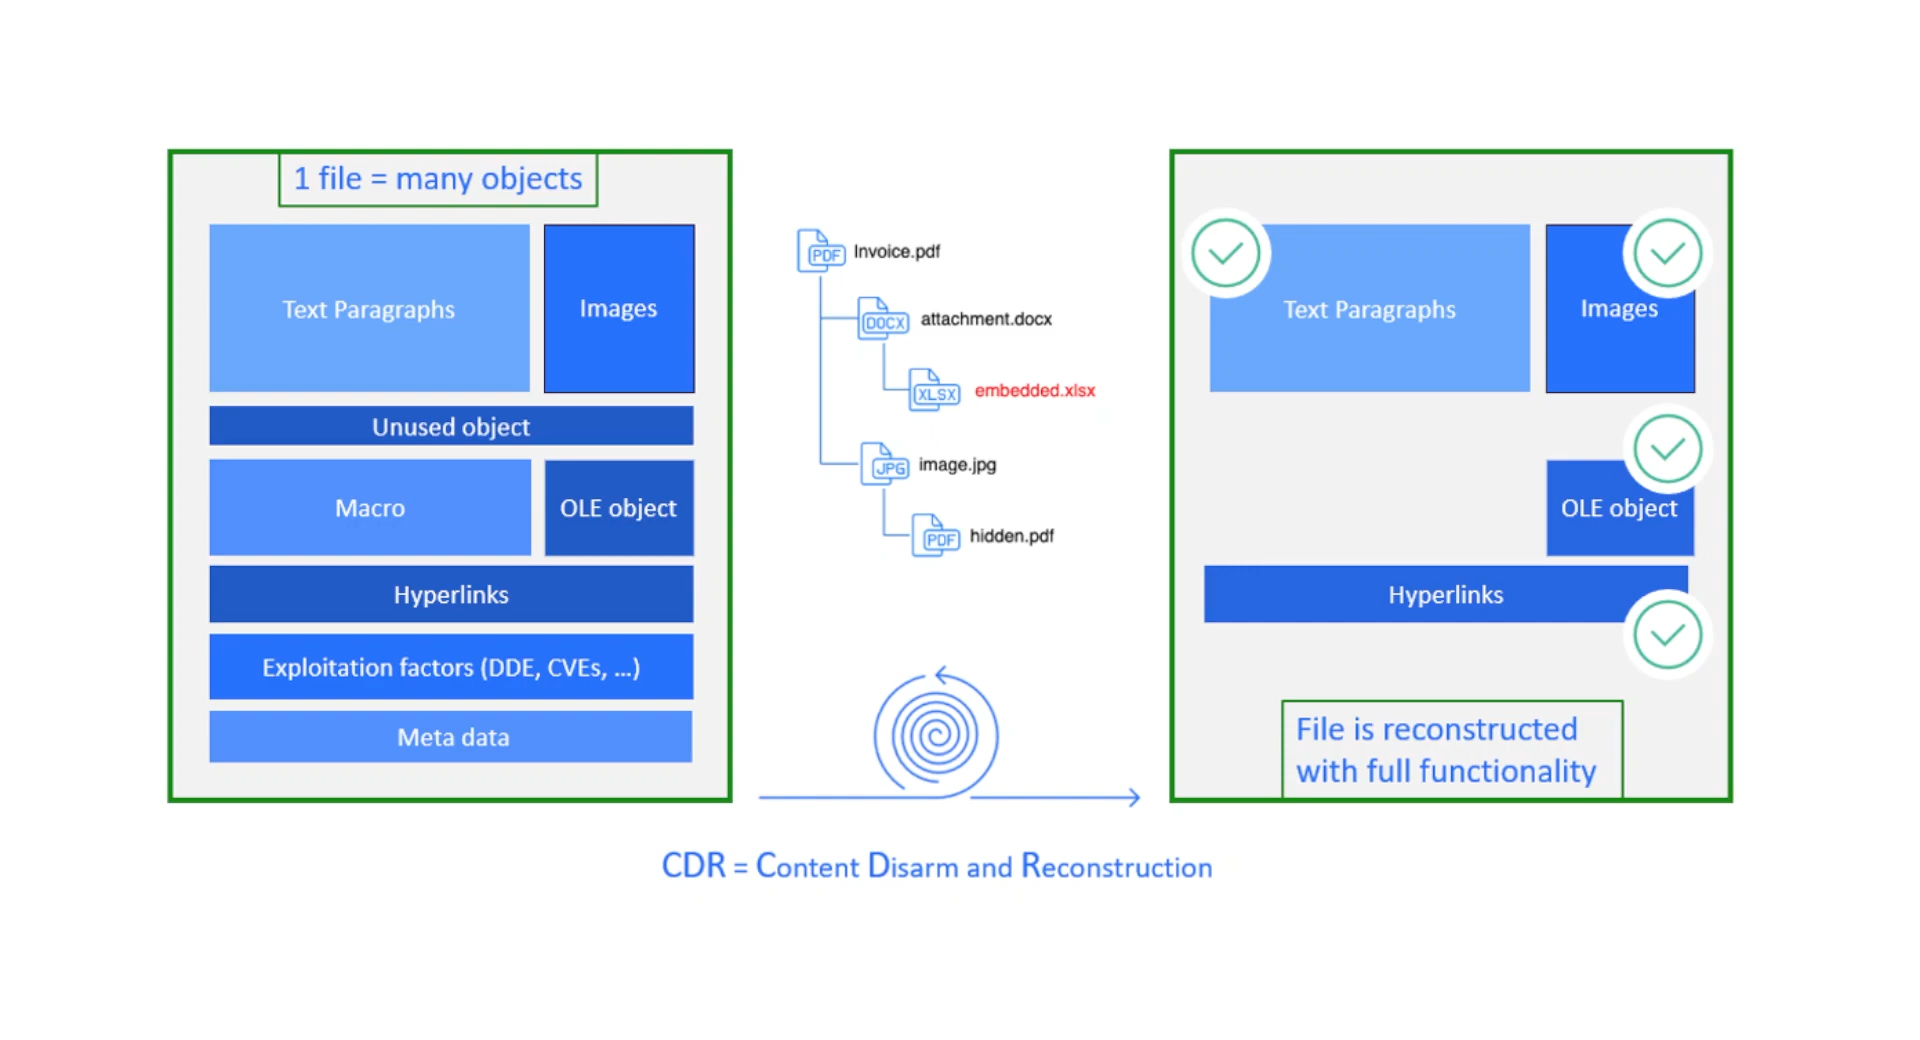 1 file = many objects
Text Paragraphs
Images
Unused object
Macro
OLE object
Hyperlinks
Exploitation factors (DDE, CVEs, ...)
Meta data
PDF
Invoice.pdf
DOCX
attachment.docx
XLSX
embedded.xlsx
JPG
image.jpg
PDF
hidden.pdf
Text Paragraphs
Images
OLE object
Hyperlinks
File is reconstructed
with full functionality
CDR = Content Disarm and Reconstruction